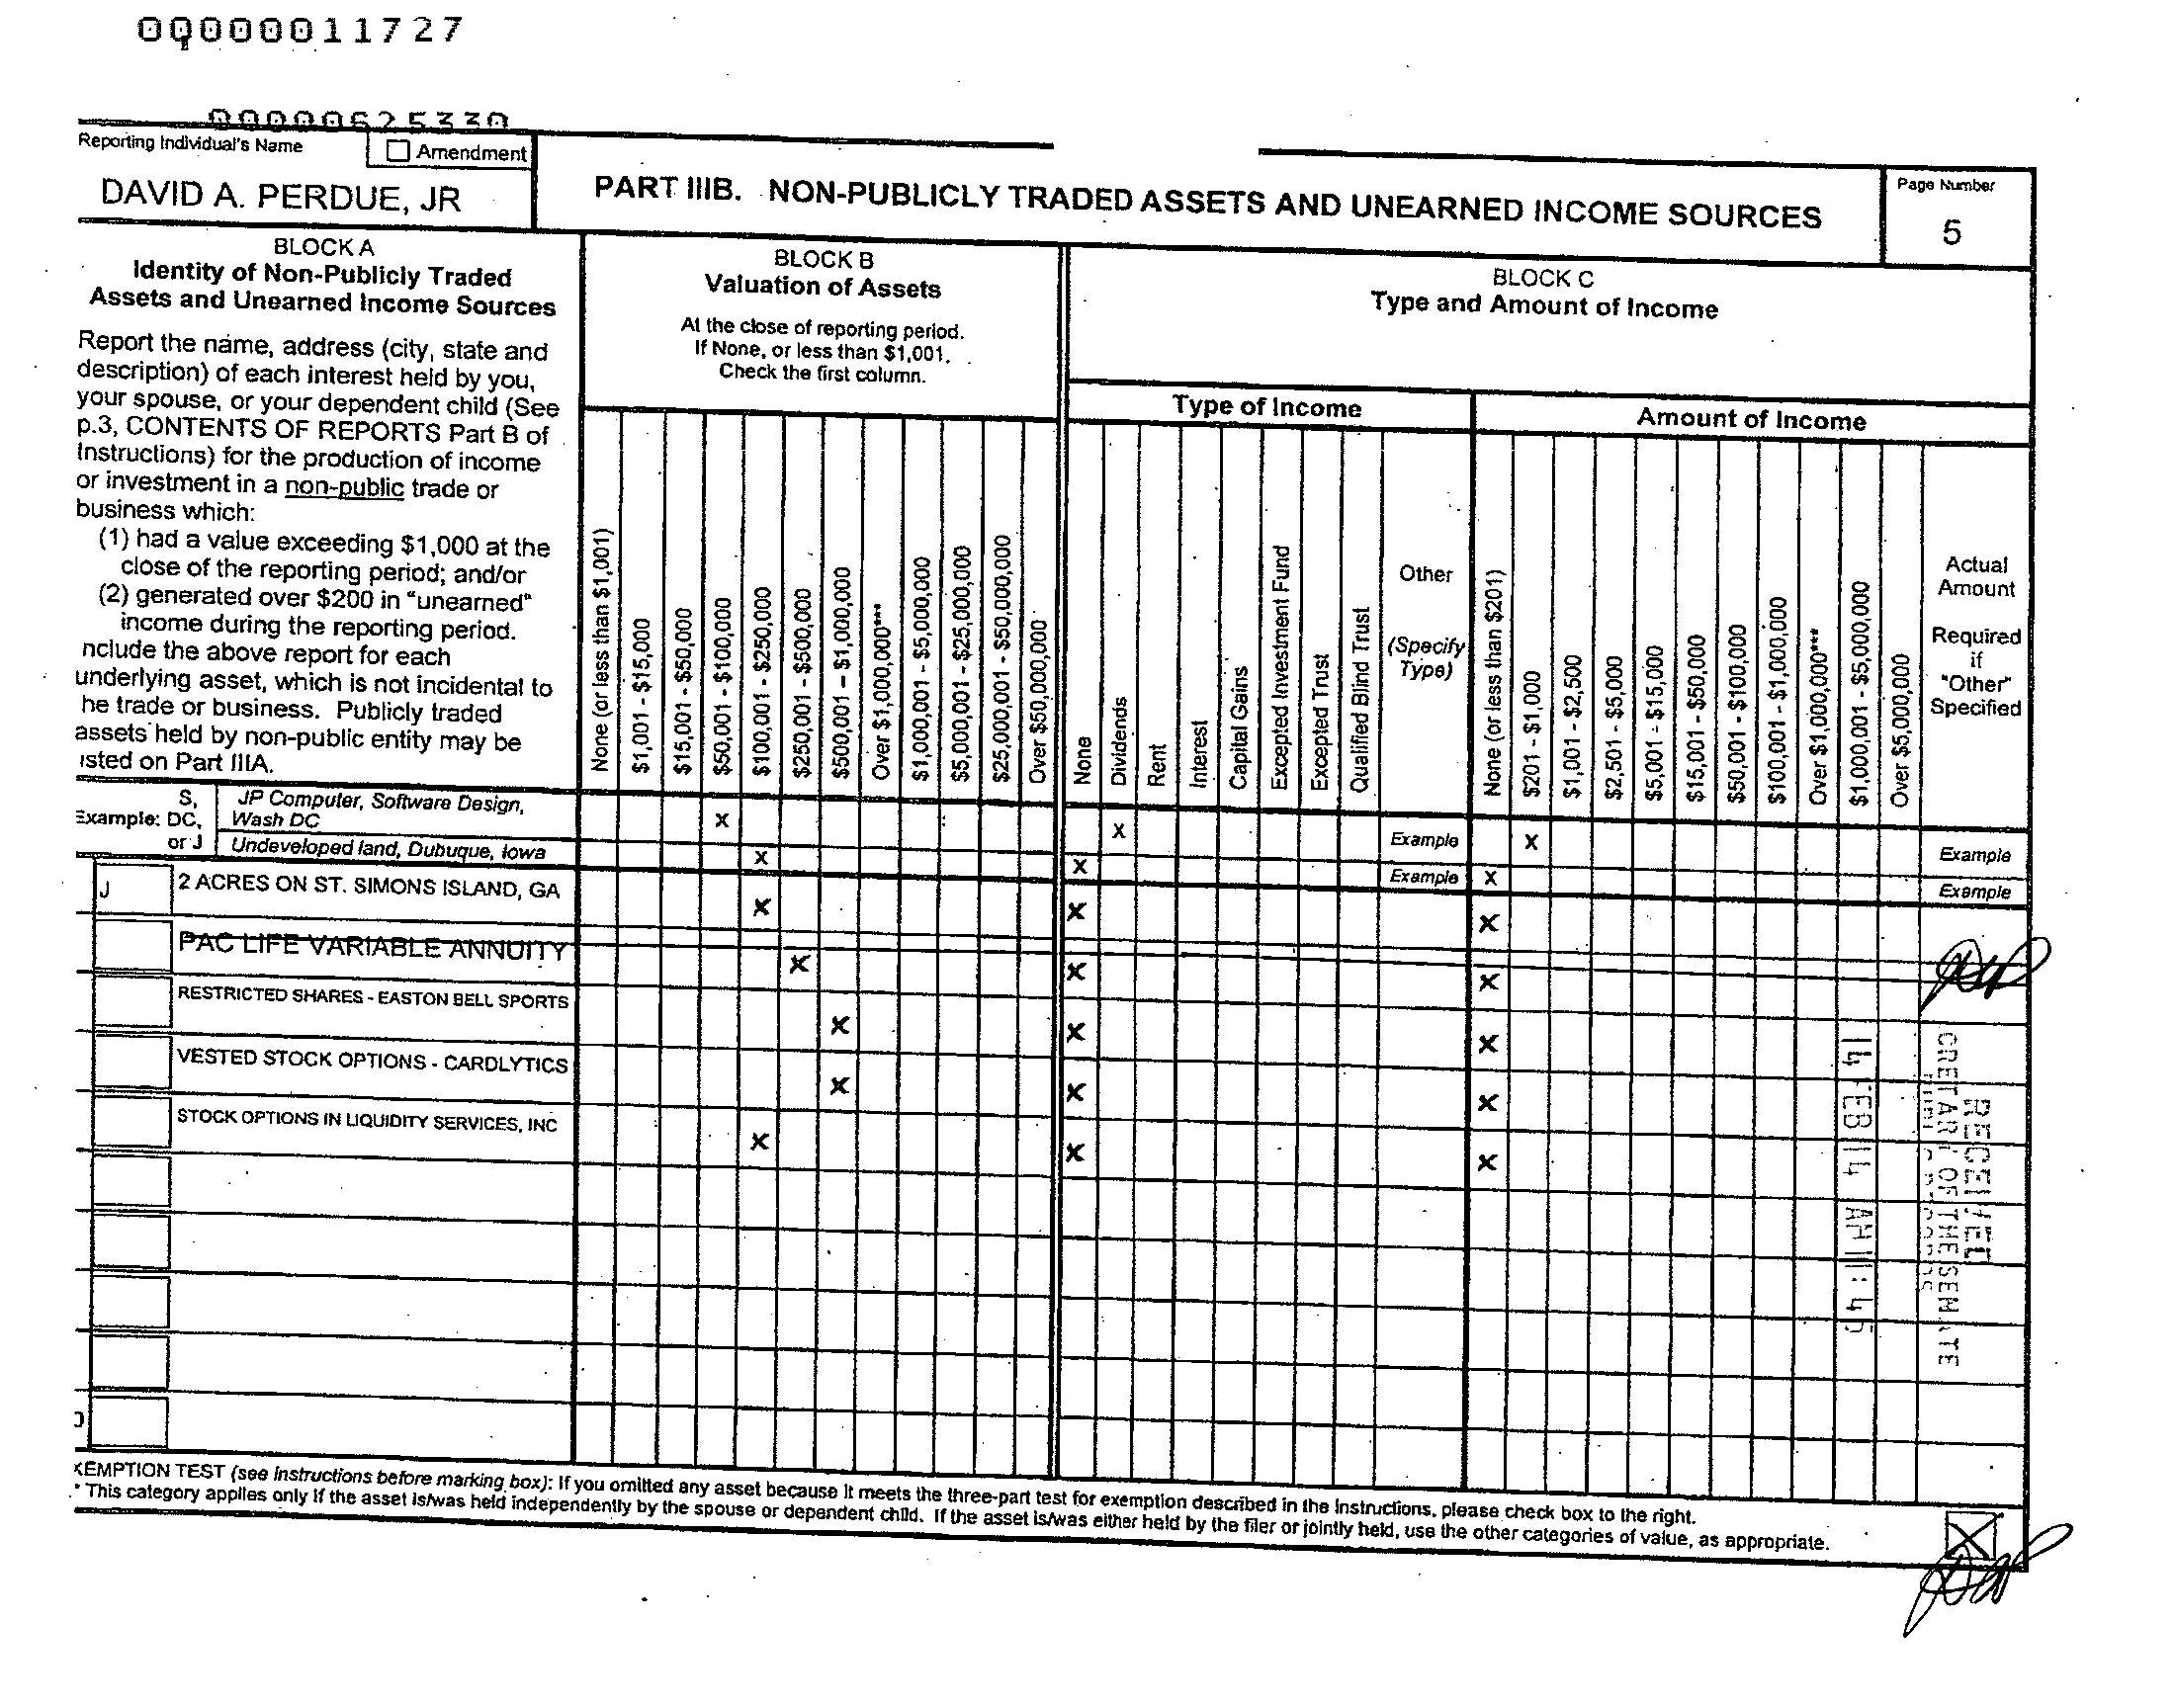 00000011727
00000625330
Reporting Individual's Name
Amendment
DAVID A. PERDUE, JR
PART IIIB. NON-PUBLICLY TRADED ASSETS AND UNEARNED INCOME SOURCES
Page Number
5
BLOCK A
Identity of Non-Publicly Traded
Assets and Unearned Income Sources
Report the name, address (city, state and
description) of each interest held by you,
your spouse, or your dependent child (See
p.3, CONTENTS OF REPORTS Part B of
Instructions) for the production of income
or investment in a non-public trade or
business which:
(1) had a value exceeding $1,000 at the
close of the reporting period; and/or
(2) generated over $200 in "unearned"
income during the reporting period.
nclude the above report for each
underlying asset, which is not incidental to
he trade or business. Publicly traded
assets held by non-public entity may be
isted on Part IIIA.
BLOCK B
Valuation of Assets
At the close of reporting period.
If None, or less than $1,001,
Check the first column.
None (or less than $1,001)
$1,001 - $15,000
$15,001 - $50,000
$50,001 - $100,000
$100,001 - $250,000
$250,001 - $500,000
$500,001 - $1,000,000
Over $1,000,000***
$1,000,001 - $5,000,000
$5,000,001 - $25,000,000
$25,000,001 - $50,000,000
Over $50,000,000
BLOCK C
Type and Amount of Income
Type of Income
None
Dividends
Rent
Interest
Capital Gains
Excepted Investment Fund
Excepted Trust
Qualified Blind Trust
Other
(Specify
Type)
Amount of Income
None (or less than $201)
$201 - $1,000
$1,001 - $2,500
$2,501 - $5,000
$5,001 - $15,000
$15,001 - $50,000
$50,001 - $100,000
$100,001 - $1,000,000
Over $1,000,000***
$1,000,001 - $5,000,000
Over $5,000,000
Actual
Amount
Required
if
"Other"
Specified
Example: S,
DC,
or J
JP Computer, Software Design,
Wash DC
X X Example X Example
Undeveloped land, Dubuque, Iowa X X Example X Example
J 2 ACRES ON ST. SIMONS ISLAND, GA X X X
PAC LIFE VARIABLE ANNUITY X X X
RESTRICTED SHARES - EASTON BELL SPORTS X X X
VESTED STOCK OPTIONS - CARDLYTICS X X X
STOCK OPTIONS IN LIQUIDITY SERVICES, INC X X X
RECEIVED
CRETARY OF THE SENATE
14 FEB 14 AM 11:45
XEMPTION TEST (see instructions before marking box): If you omitted any asset because it meets the three-part test for exemption described in the instructions, please check box to the right.
* This category applies only if the asset is/was held independently by the spouse or dependent child. If the asset is/was either held by the filer or jointly held, use the other categories of value, as appropriate.
X